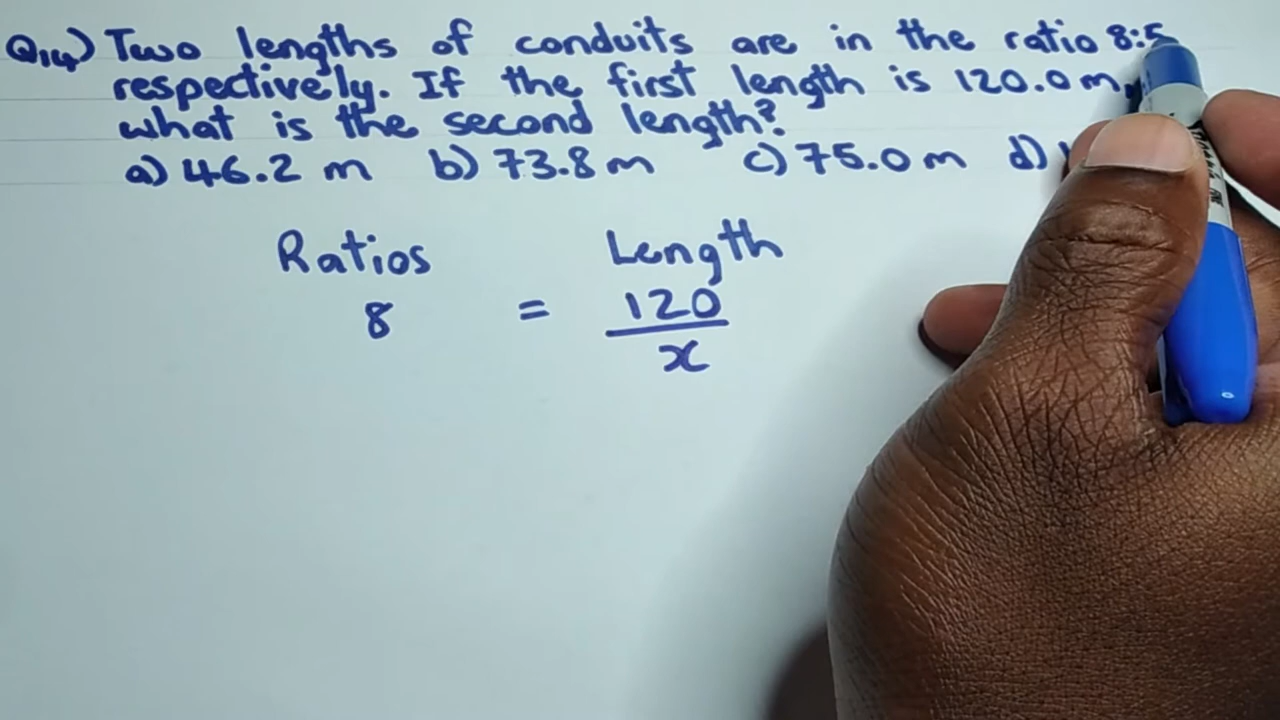 Q14) Two lengths of conduits are in the ratio 8:5
respectively. If the first length is 120.0 m,
what is the second length?
a) 46.2 m b) 73.8 m c) 75.0 m d)
Ratios Length
8 = 120
x